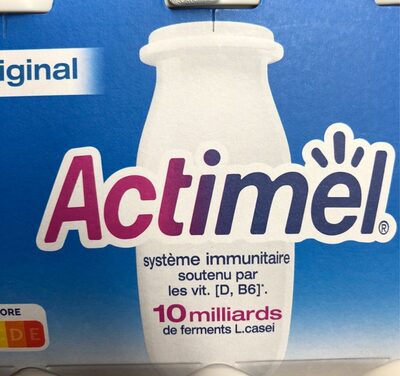 iginal
Actimel®
système immunitaire
soutenu par
les vit. [D, B6]*.
10 milliards
de ferments L.casei
ORE
D E